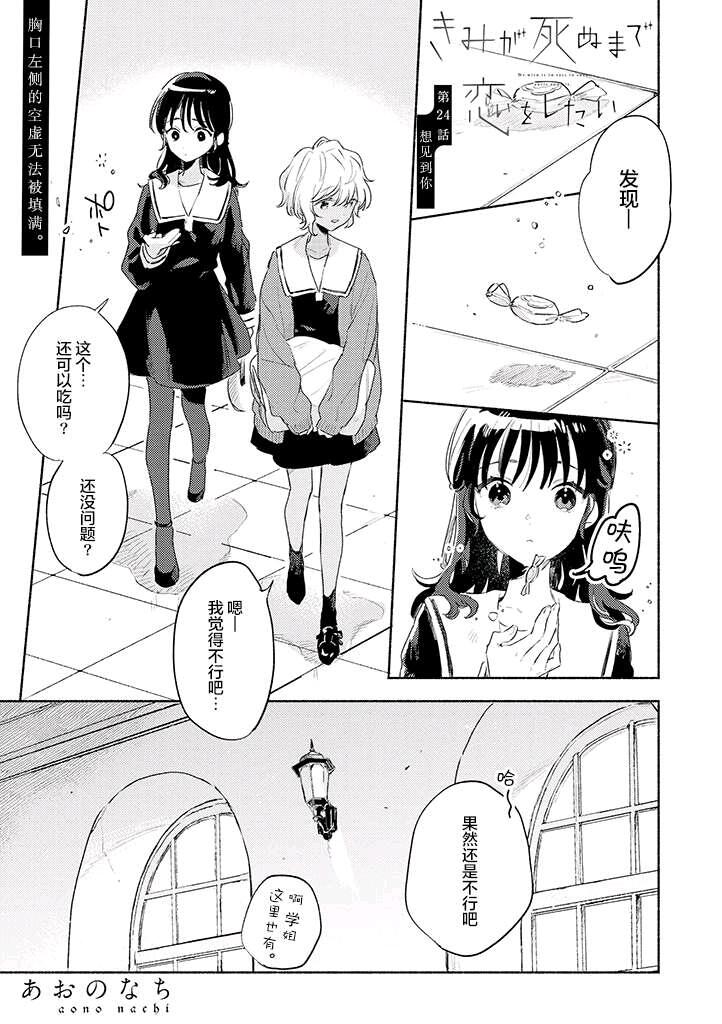 きみが死ぬまで
恋をしたい
第24話
想见到你
胸口左侧的空虚无法被填满。
发现—
呋呜
这个…
还可以吃吗？
还没问题？
嗯—
我觉得不行吧…
哈
果然还是不行吧
啊 学姐
这里也有。
あおのなち
aono nachi